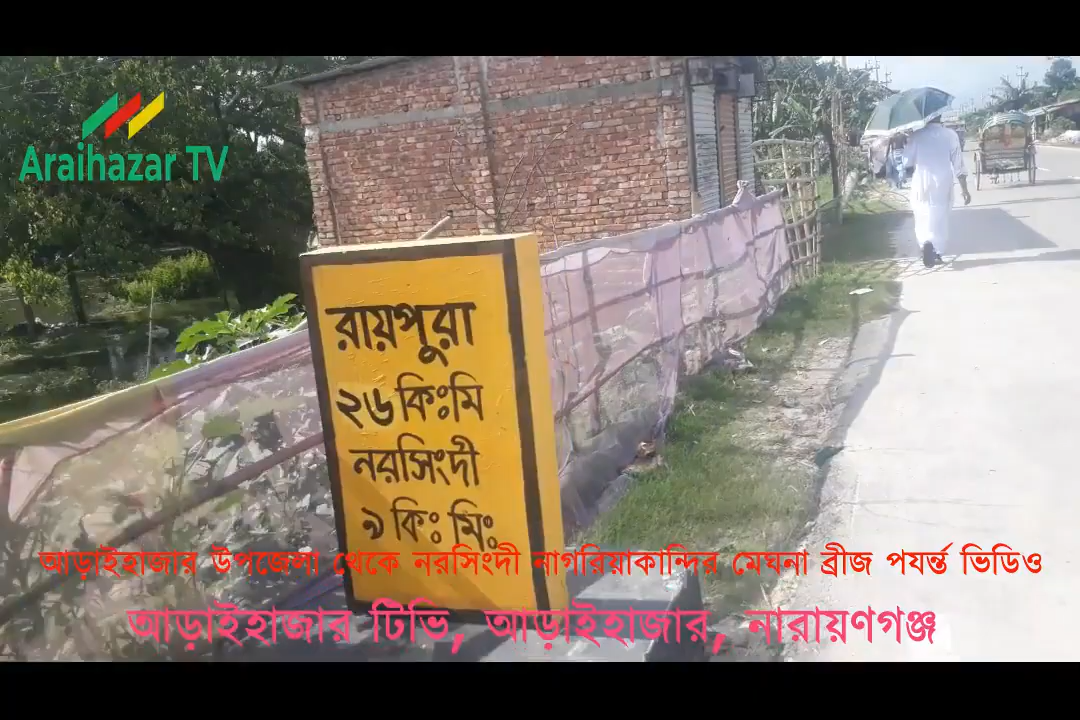 Araihazar TV
রায়পুরা
২৬ কিঃমি
নরসিংদী
৯ কিঃ মিঃ
আড়াইহাজার উপজেলা থেকে নরসিংদী নাগরিয়াকান্দির মেঘনা ব্রীজ পযর্ন্ত ভিডিও
আড়াইহাজার টিভি, আড়াইহাজার, নারায়ণগঞ্জ